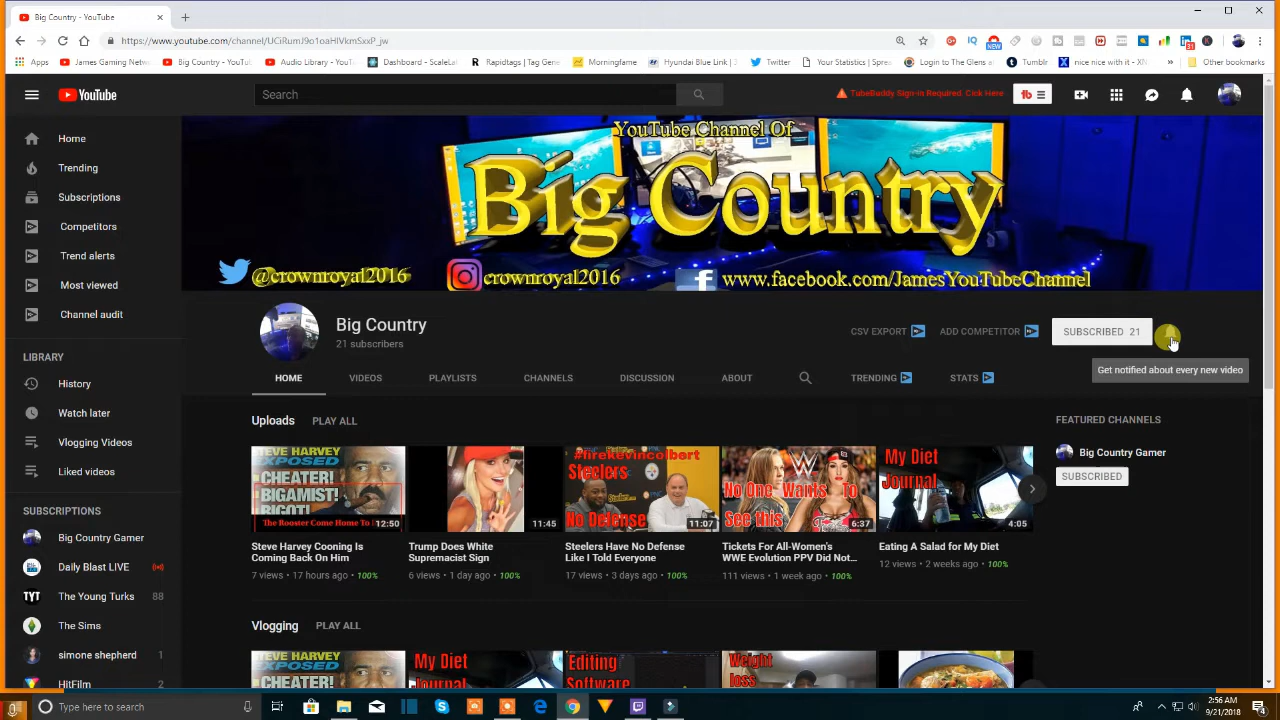 Big Country - YouTube
https://www.youtube.com/channel/UCiRumJ9o1oaHlVkmSxxP_jw
Apps
James Gaming Netw
Big Country - YouTub
Audio Library - YouTu
Dashboard - ScaleLa
Rapidtags | Tag Gene
Morningfame
Hyundai Blue Link |
Twitter
Your Statistics | Spre
Login to The Glens a
Tumblr
nice nice with it - XN
Other bookmarks
NEW
31
YouTube
Search
TubeBuddy Sign-in Required. Click Here
tb
Home
Trending
Subscriptions
Competitors
Trend alerts
Most viewed
Channel audit
LIBRARY
History
Watch later
Vlogging Videos
Liked videos
SUBSCRIPTIONS
Big Country Gamer
Daily Blast LIVE
TYT The Young Turks 88
The Sims
simone shepherd 1
HitFilm 2
YouTube Channel Of
Big Country
@crownroyal2016
crownroyal2016
www.facebook.com/JamesYouTubeChannel
Big Country
21 subscribers
CSV EXPORT
ADD COMPETITOR
SUBSCRIBED 21
Get notified about every new video
HOME
VIDEOS
PLAYLISTS
CHANNELS
DISCUSSION
ABOUT
TRENDING
STATS
Uploads PLAY ALL
STEVE HARVEY
EXPOSED
CHEATER!
BIGAMIST!
BIGOT!
The Rooster Come Home To
12:50
Steve Harvey Cooning Is
Coming Back On Him
7 views • 17 hours ago • 100%
11:45
Trump Does White
Supremacist Sign
6 views • 1 day ago • 100%
#firekevincolbert
Steelers
No Defense
11:07
Steelers Have No Defense
Like I Told Everyone
17 views • 3 days ago • 100%
No One Wants To
See this
6:37
Tickets For All-Women's
WWE Evolution PPV Did Not...
111 views • 1 week ago • 100%
My Diet
Journal
4:05
Eating A Salad for My Diet
12 views • 2 weeks ago • 100%
FEATURED CHANNELS
Big Country Gamer
SUBSCRIBED
Vlogging PLAY ALL
STEVE HARVEY
EXPOSED
CHEATER!
My Diet
Journal
Editing
Software
Weight
loss
Type here to search
2:56 AM
9/21/2018